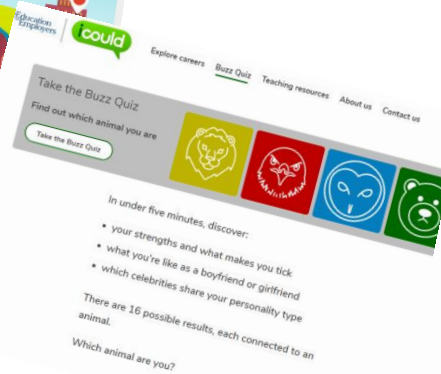 Education
Employers
icould
Explore careers
Buzz Quiz
Teaching resources
About us
Contact us
Take the Buzz Quiz
Find out which animal you are
Take the Buzz Quiz
In under five minutes, discover:
• your strengths and what makes you tick
• what you're like as a boyfriend or girlfriend
• which celebrities share your personality type
There are 16 possible results, each connected to an
animal.
Which animal are you?